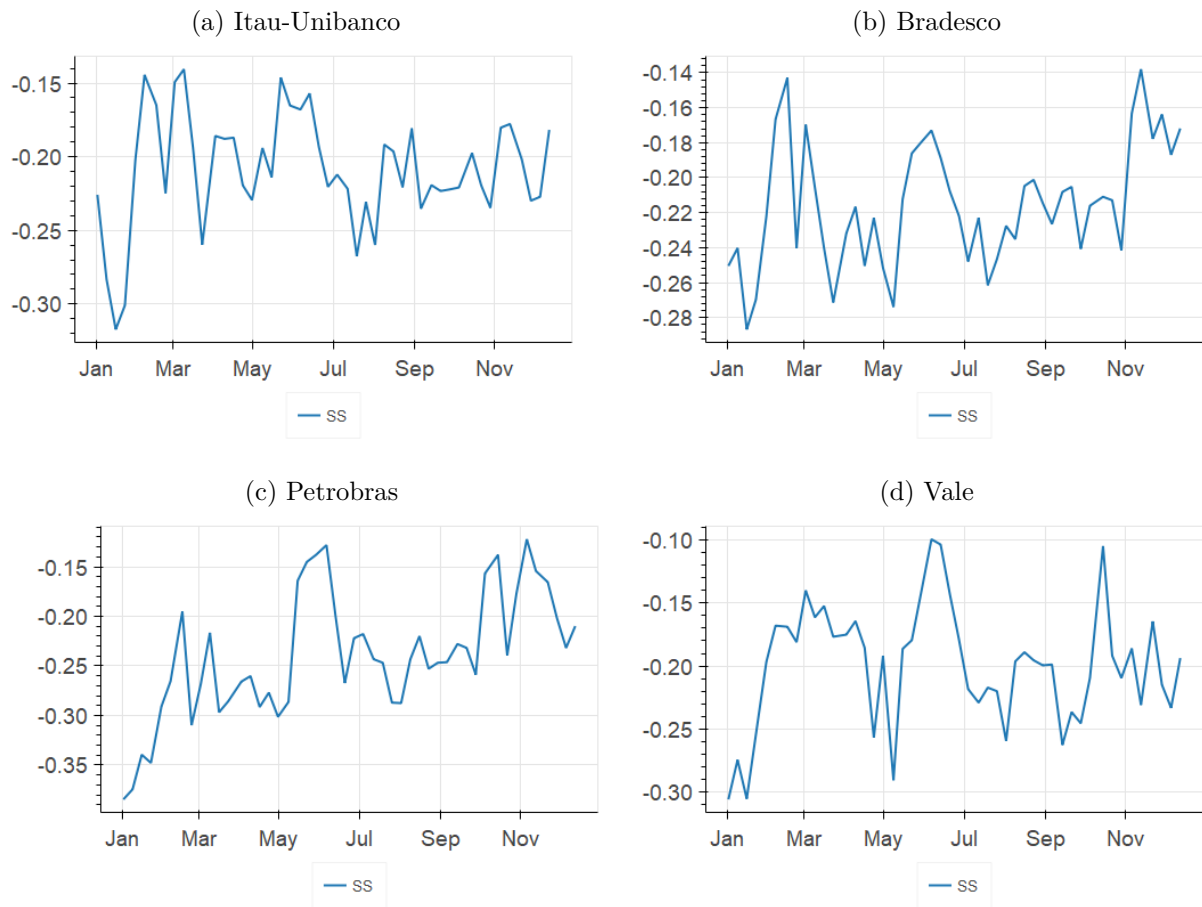 (a) Itau-Unibanco
-0.15
-0.20
-0.25
-0.30
Jan Mar May Jul Sep Nov
SS
(b) Bradesco
-0.14
-0.16
-0.18
-0.20
-0.22
-0.24
-0.26
-0.28
Jan Mar May Jul Sep Nov
SS
(c) Petrobras
-0.15
-0.20
-0.25
-0.30
-0.35
Jan Mar May Jul Sep Nov
SS
(d) Vale
-0.10
-0.15
-0.20
-0.25
-0.30
Jan Mar May Jul Sep Nov
SS